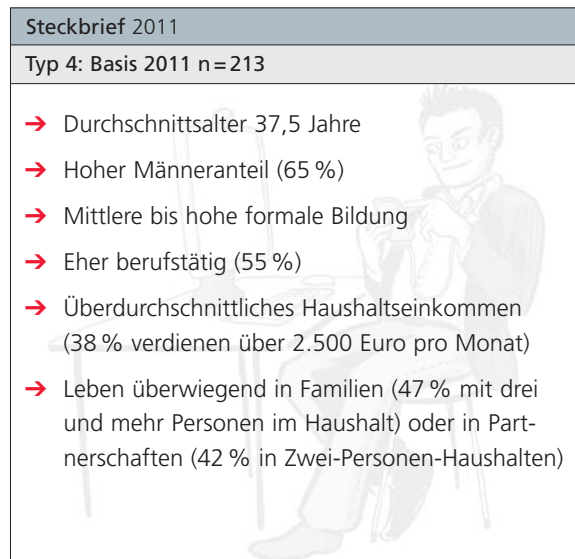 Steckbrief 2011
Typ 4: Basis 2011 n = 213
➔ Durchschnittsalter 37,5 Jahre
➔ Hoher Männeranteil (65 %)
➔ Mittlere bis hohe formale Bildung
➔ Eher berufstätig (55 %)
➔ Überdurchschnittliches Haushaltseinkommen
(38 % verdienen über 2.500 Euro pro Monat)
➔ Leben überwiegend in Familien (47 % mit drei
und mehr Personen im Haushalt) oder in Part-
nerschaften (42 % in Zwei-Personen-Haushalten)